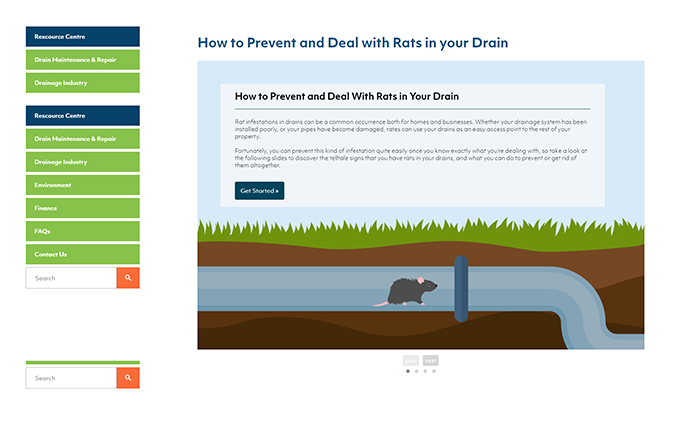 Rescource Centre
Drain Maintenance & Repair
Drainage Industry
Rescource Centre
Drain Maintenance & Repair
Drainage Industry
Environment
Finance
FAQs
Contact Us
Search
Search
How to Prevent and Deal with Rats in your Drain
How to Prevent and Deal With Rats in Your Drain
Rat infestations in drains can be a common occurrence both for homes and businesses. Whether your drainage system has been
installed poorly, or your pipes have become damaged, rates can use your drains as an easy access point to the rest of your
property.
Fortunately, you can prevent this kind of infestation quite easily once you know exactly what you're dealing with, so take a look at
the following slides to discover the telltale signs that you have rats in your drains, and what you can do to prevent or get rid of
them altogether.
Get Started »
prev next